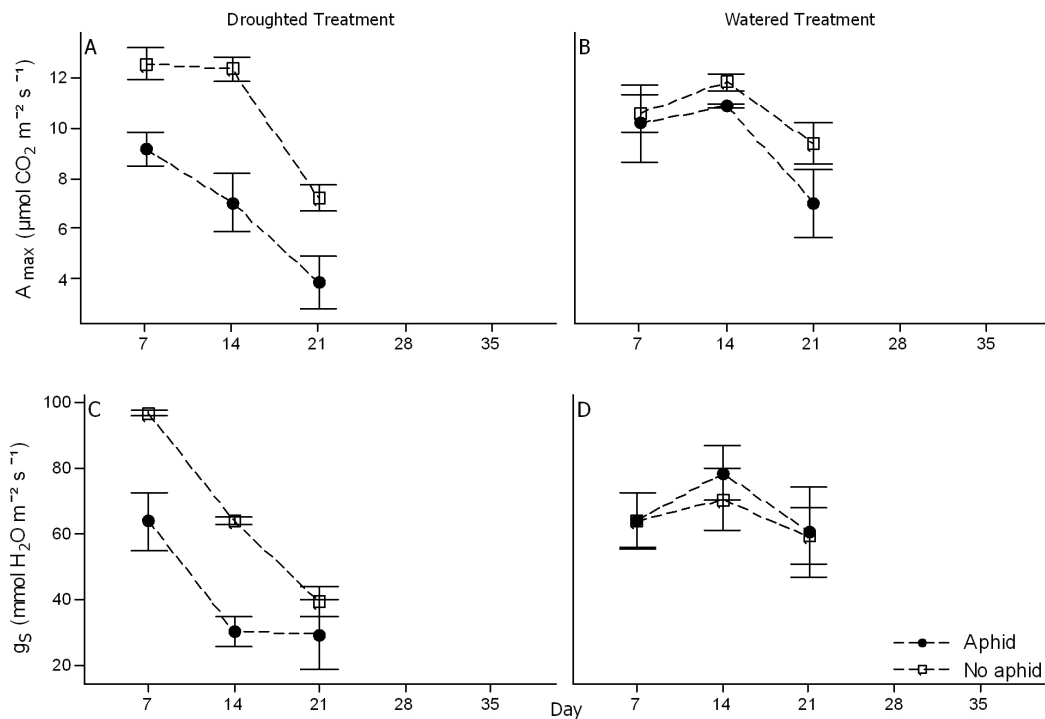 Droughted Treatment
Watered Treatment
A
B
A max (µmol CO₂ m⁻² s⁻¹)
12
10
8
6
4
7 14 21 28 35
7 14 21 28 35
C
D
gS (mmol H₂O m⁻² s⁻¹)
100
80
60
40
20
Aphid
No aphid
7 14 21 28 35
7 14 21 28 35
Day